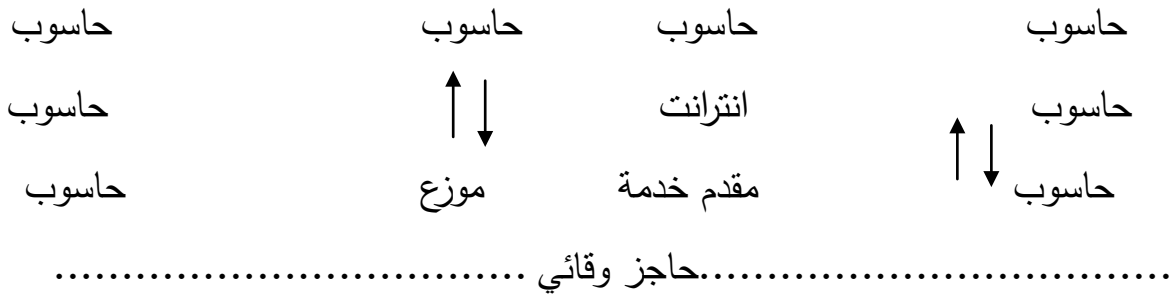 حاسوب حاسوب حاسوب حاسوب
حاسوب انترانت حاسوب
حاسوب مقدم خدمة موزع حاسوب
...................................حاجز وقائي ...................................